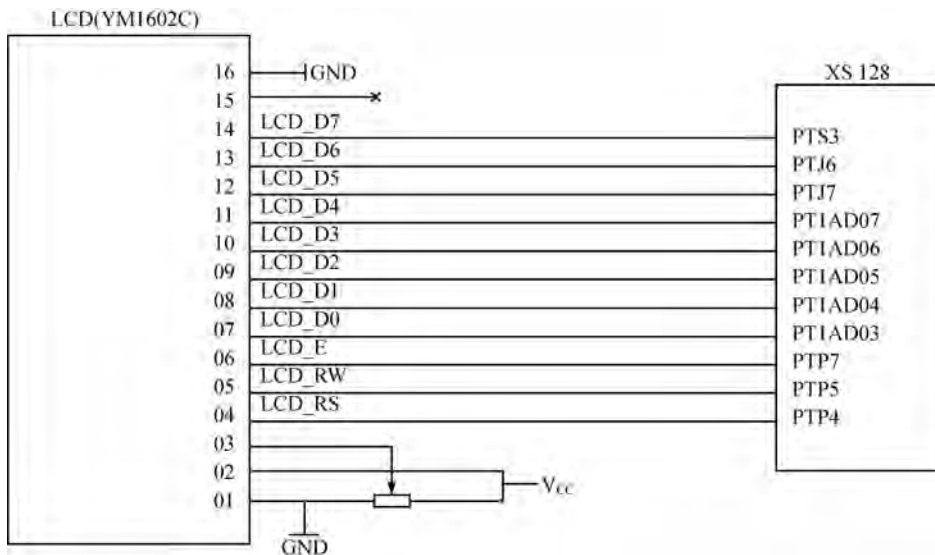 LCD(YM1602C)
16 GND XS 128
15
14 LCD_D7 PTS3
13 LCD_D6 PTJ6
12 LCD_D5 PTJ7
11 LCD_D4 PT1AD07
10 LCD_D3 PT1AD06
09 LCD_D2 PT1AD05
08 LCD_D1 PT1AD04
07 LCD_D0 PT1AD03
06 LCD_E PTP7
05 LCD_RW PTP5
04 LCD_RS PTP4
03
02
01 Vcc
GND